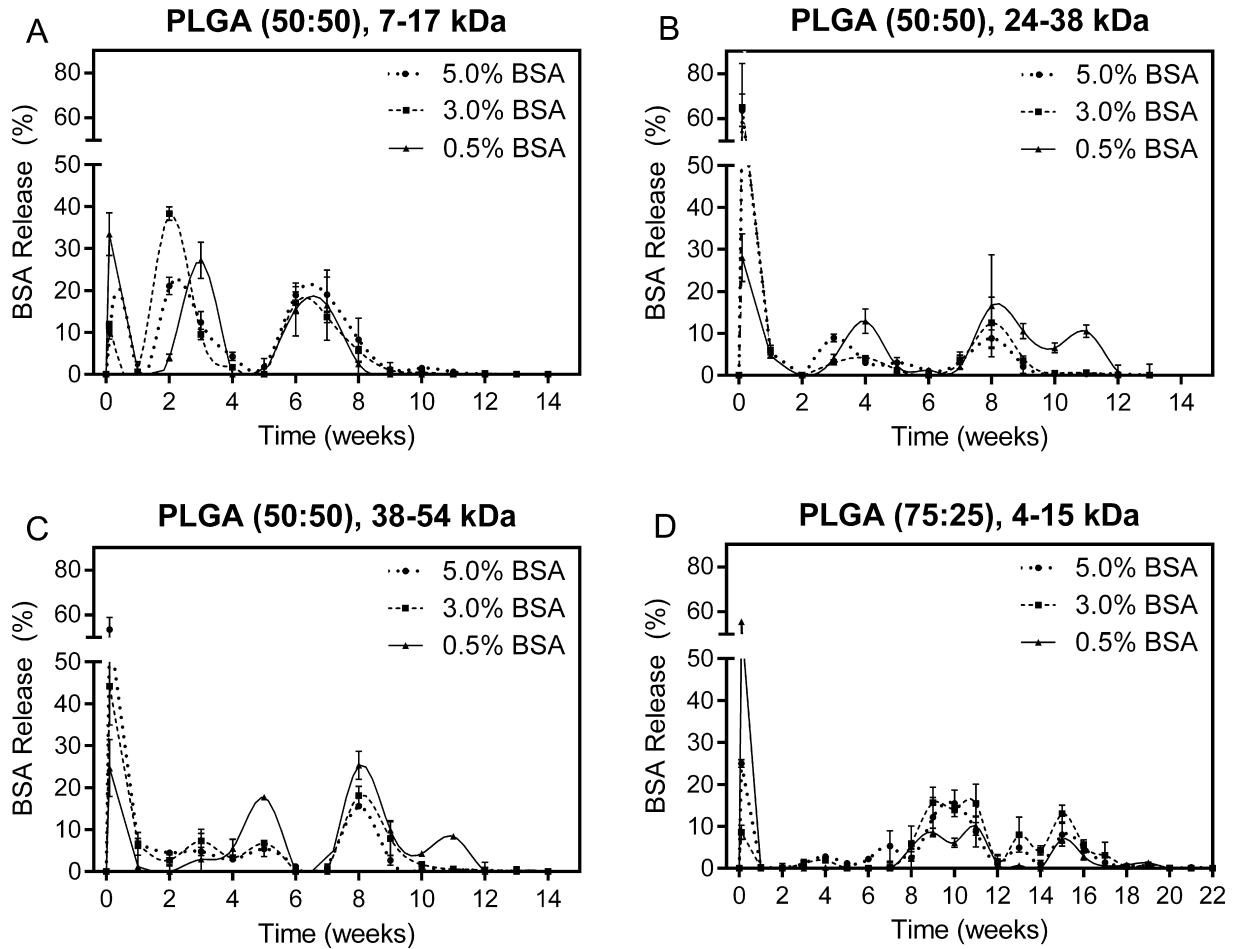 A
PLGA (50:50), 7-17 kDa
BSA Release (%)
80
60
50
40
30
20
10
0
5.0% BSA
3.0% BSA
0.5% BSA
0 2 4 6 8 10 12 14
Time (weeks)
B
PLGA (50:50), 24-38 kDa
BSA Release (%)
80
60
50
40
30
20
10
0
5.0% BSA
3.0% BSA
0.5% BSA
0 2 4 6 8 10 12 14
Time (weeks)
C
PLGA (50:50), 38-54 kDa
BSA Release (%)
80
60
50
40
30
20
10
0
5.0% BSA
3.0% BSA
0.5% BSA
0 2 4 6 8 10 12 14
Time (weeks)
D
PLGA (75:25), 4-15 kDa
BSA Release (%)
80
60
50
40
30
20
10
0
5.0% BSA
3.0% BSA
0.5% BSA
0 2 4 6 8 10 12 14 16 18 20 22
Time (weeks)